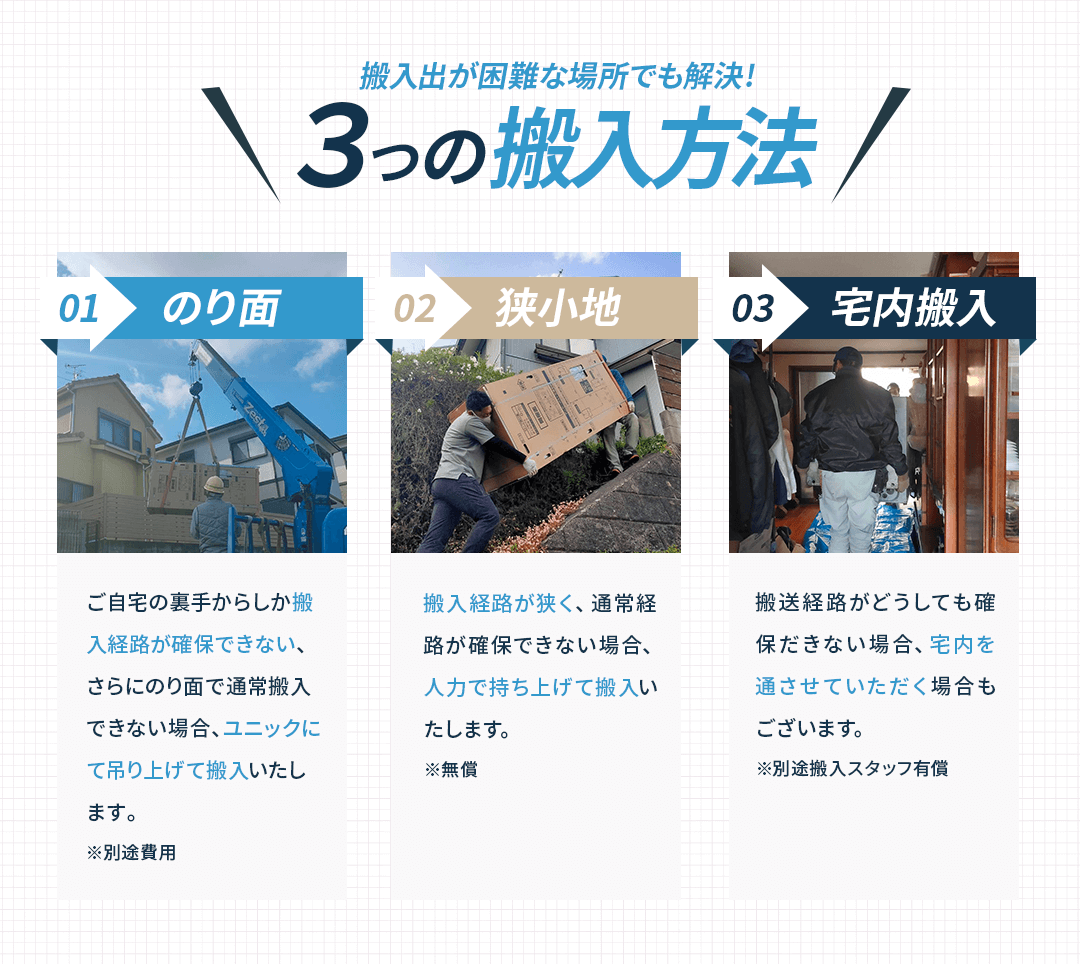 搬入出が困難な場所でも解決!
3つの搬入方法
01 のり面
02 狭小地
03 宅内搬入
Zesta
ご自宅の裏手からしか搬
入経路が確保できない、
さらにのり面で通常搬入
できない場合、ユニックに
て吊り上げて搬入いたし
ます。
※別途費用
搬入経路が狭く、通常経
路が確保できない場合、
人力で持ち上げて搬入い
たします。
※無償
搬送経路がどうしても確
保だきない場合、宅内を
通させていただく場合も
ございます。
※別途搬入スタッフ有償